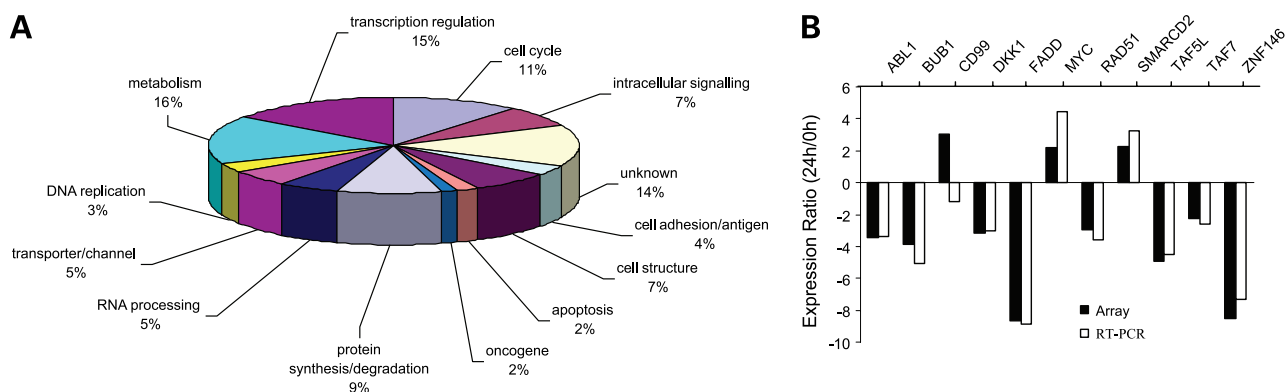 A
transcription regulation
15%
cell cycle
11%
intracellular signalling
7%
metabolism
16%
unknown
14%
DNA replication
3%
cell adhesion/antigen
4%
transporter/channel
5%
cell structure
7%
RNA processing
5%
apoptosis
2%
protein
synthesis/degradation
9%
oncogene
2%
B
ABL1
BUB1
CD99
DKK1
FADD
MYC
RAD51
SMARCD2
TAF5L
TAF7
ZNF146
Expression Ratio (24h/0h)
6
4
2
0
-2
-4
-6
-8
-10
Array
RT-PCR